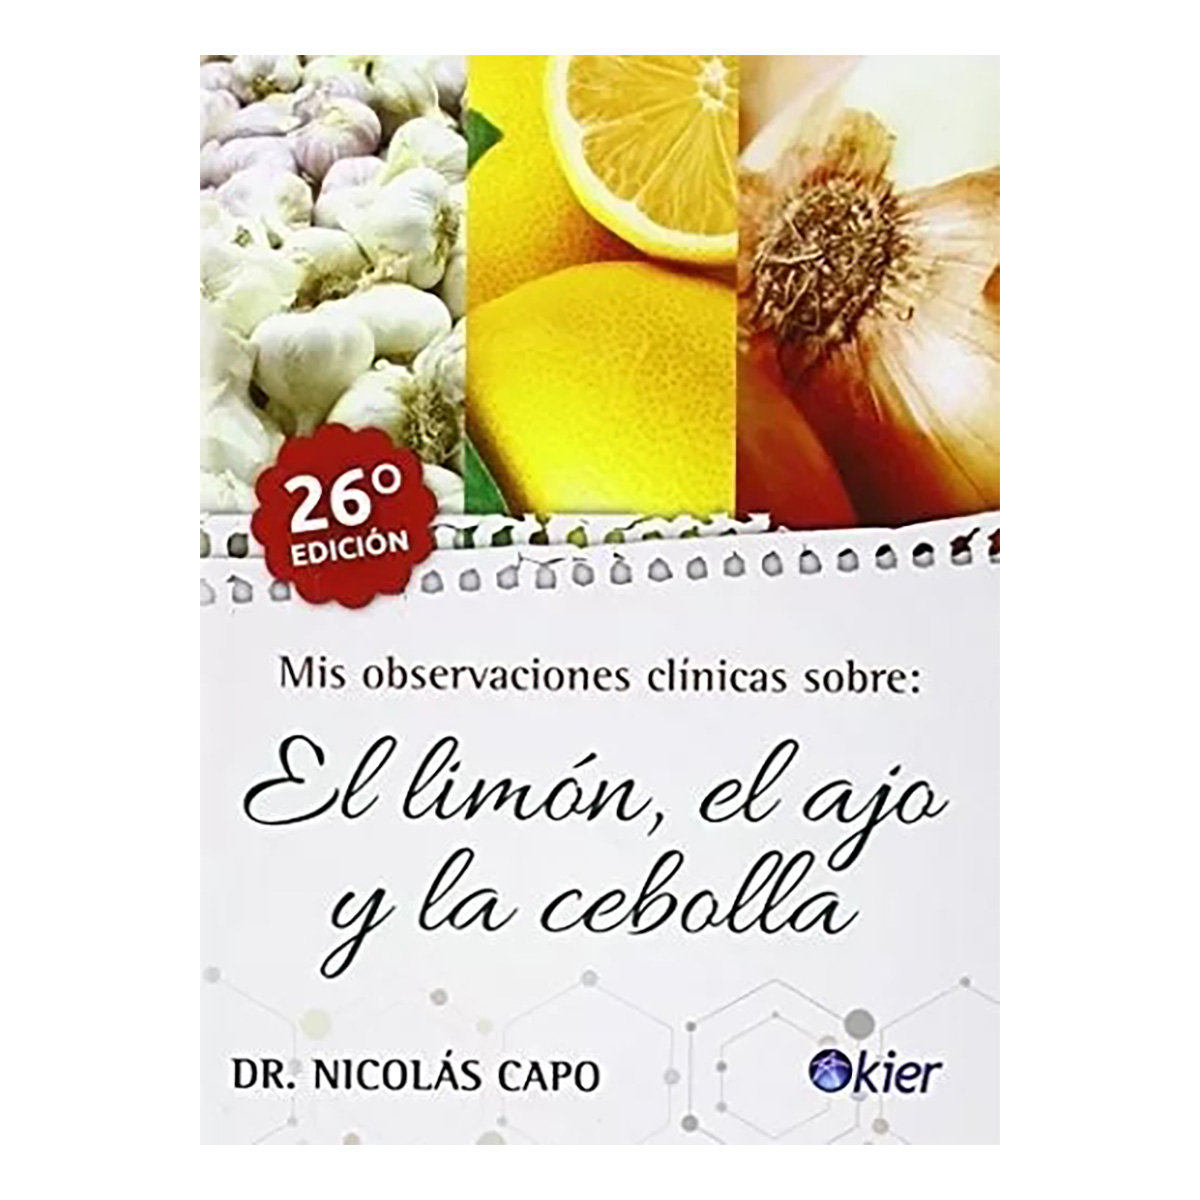 26º
EDICIÓN
Mis observaciones clínicas sobre:
El limón, el ajo
y la cebolla
DR. NICOLÁS CAPO
kier